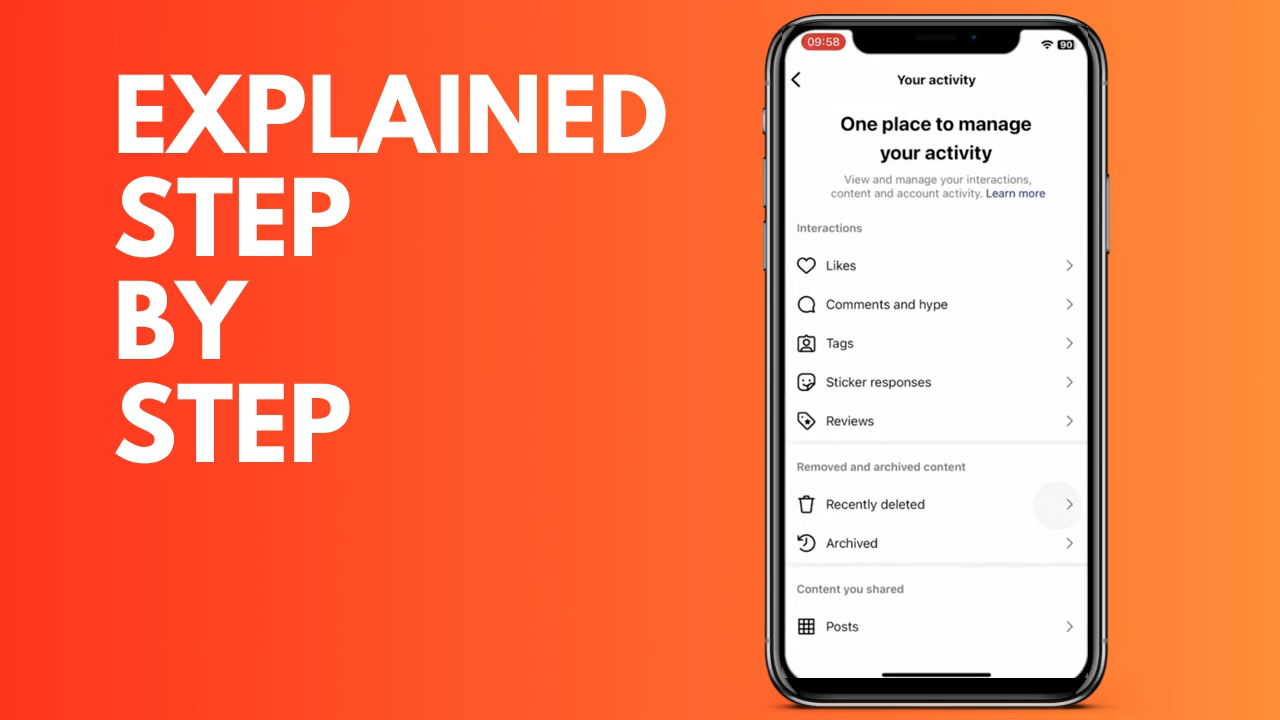 EXPLAINED
STEP
BY
STEP
09:58
90
Your activity
One place to manage
your activity
View and manage your interactions,
content and account activity. Learn more
Interactions
Likes
Comments and hype
Tags
Sticker responses
Reviews
Removed and archived content
Recently deleted
Archived
Content you shared
Posts